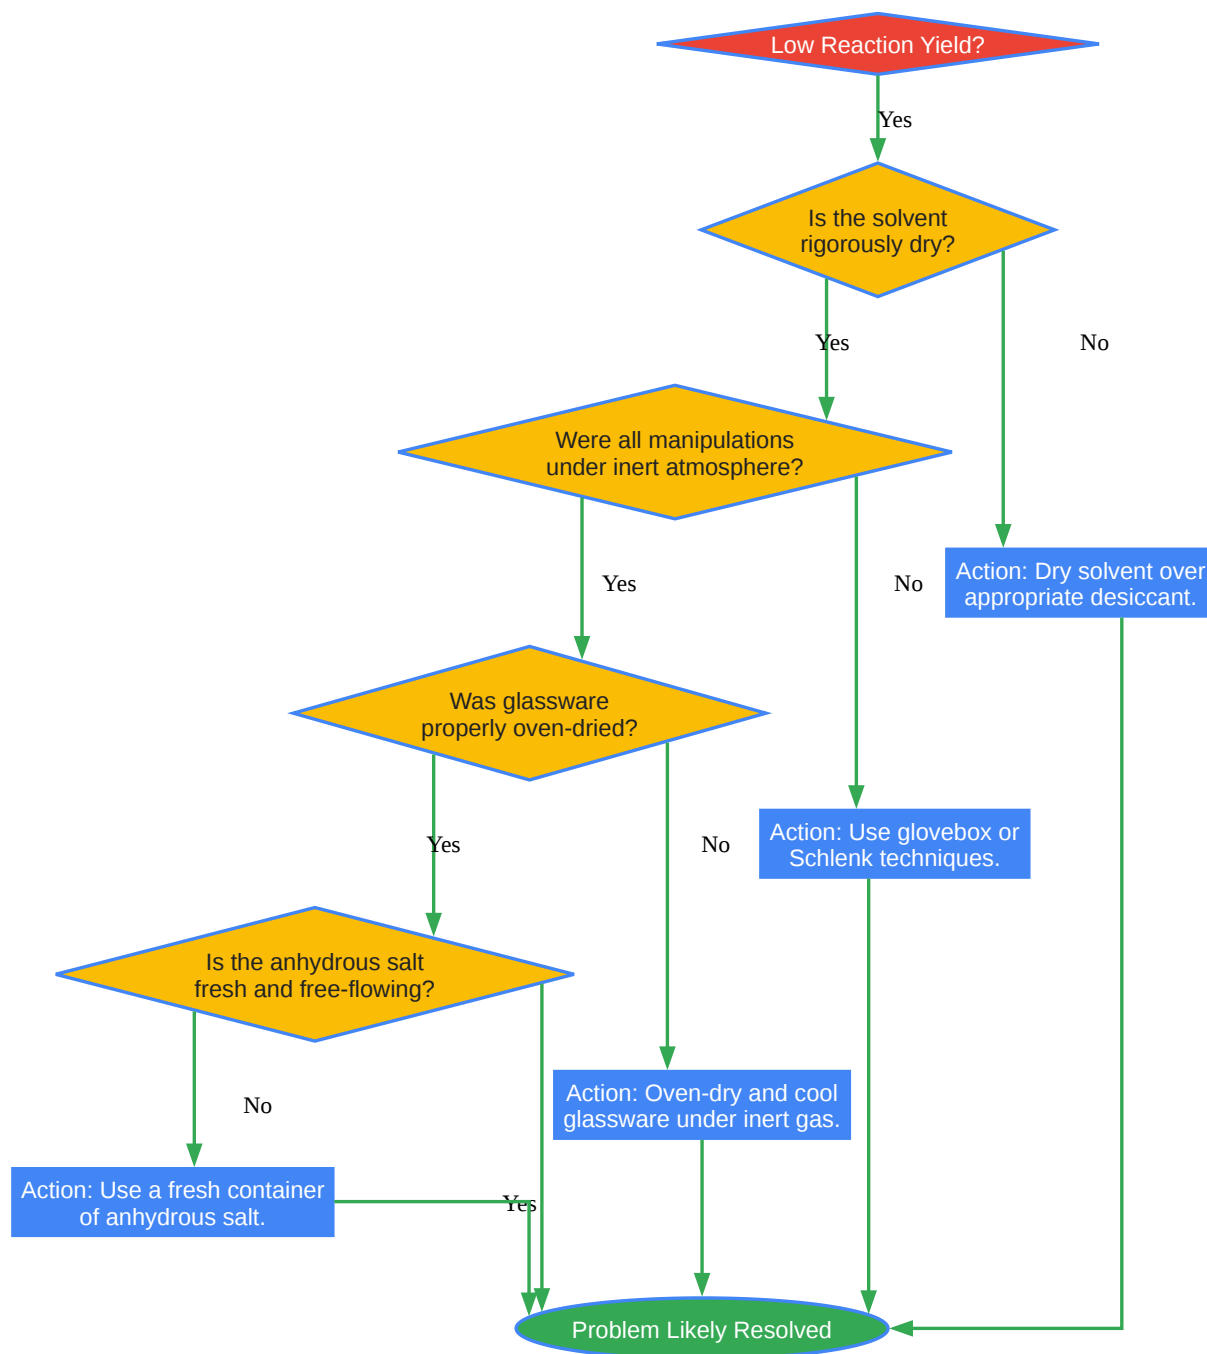 Low Reaction Yield?
Yes
Is the solvent
rigorously dry?
Yes
No
Were all manipulations
under inert atmosphere?
Action: Dry solvent over
appropriate desiccant.
Yes
No
Was glassware
properly oven-dried?
Action: Use glovebox or
Schlenk techniques.
Yes
No
Is the anhydrous salt
fresh and free-flowing?
Action: Oven-dry and cool
glassware under inert gas.
No
Action: Use a fresh container
of anhydrous salt.
Yes
Problem Likely Resolved